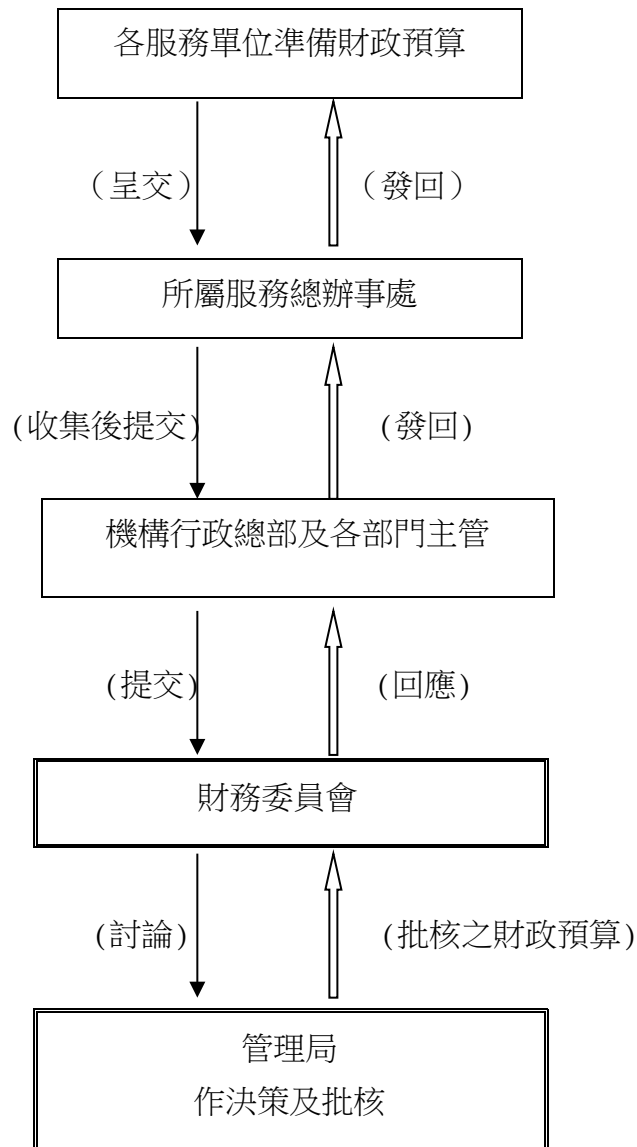 各服務單位準備財政預算
（呈交） （發回）
所屬服務總辦事處
(收集後提交) (發回)
機構行政總部及各部門主管
(提交) (回應)
財務委員會
(討論) (批核之財政預算)
管理局
作決策及批核